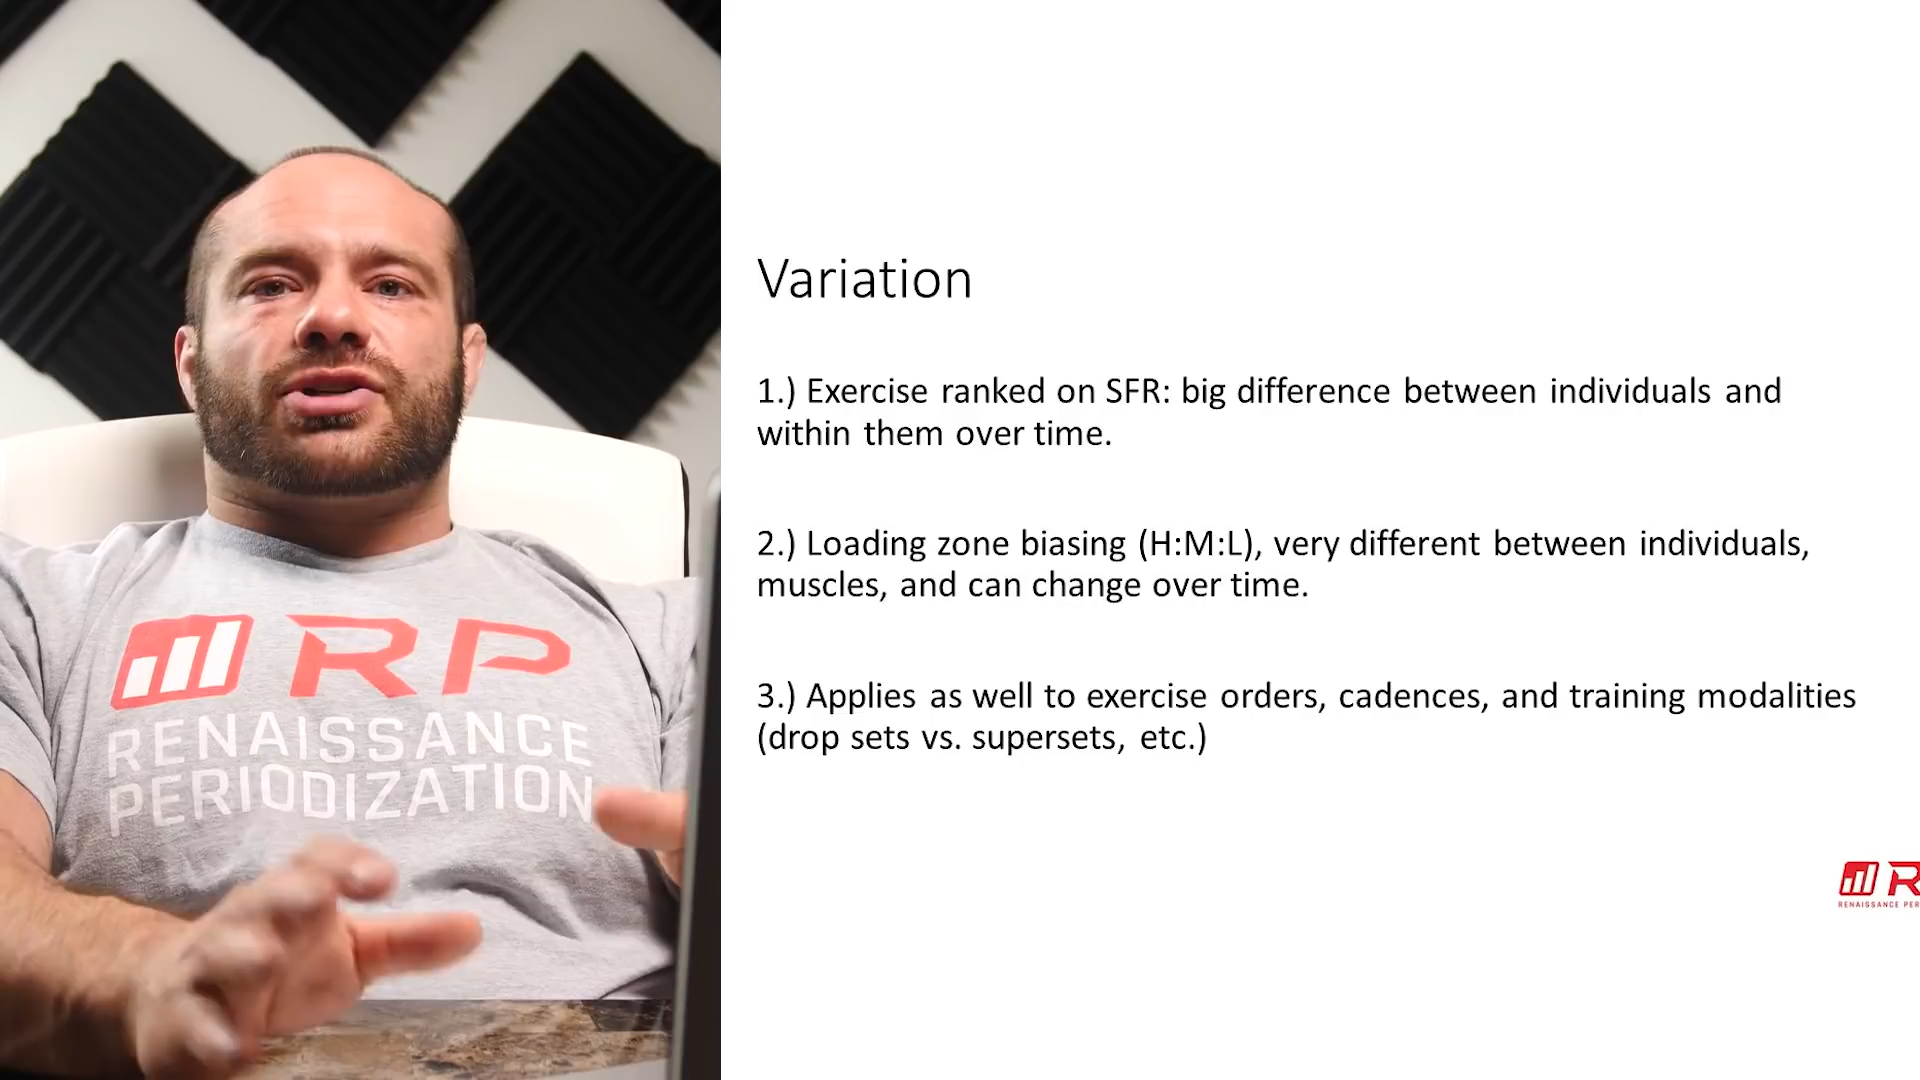 RP
RENAISSANCE
PERIODIZATION
Variation
1.) Exercise ranked on SFR: big difference between individuals and
within them over time.
2.) Loading zone biasing (H:M:L), very different between individuals,
muscles, and can change over time.
3.) Applies as well to exercise orders, cadences, and training modalities
(drop sets vs. supersets, etc.)
R
RENAISSANCE PER